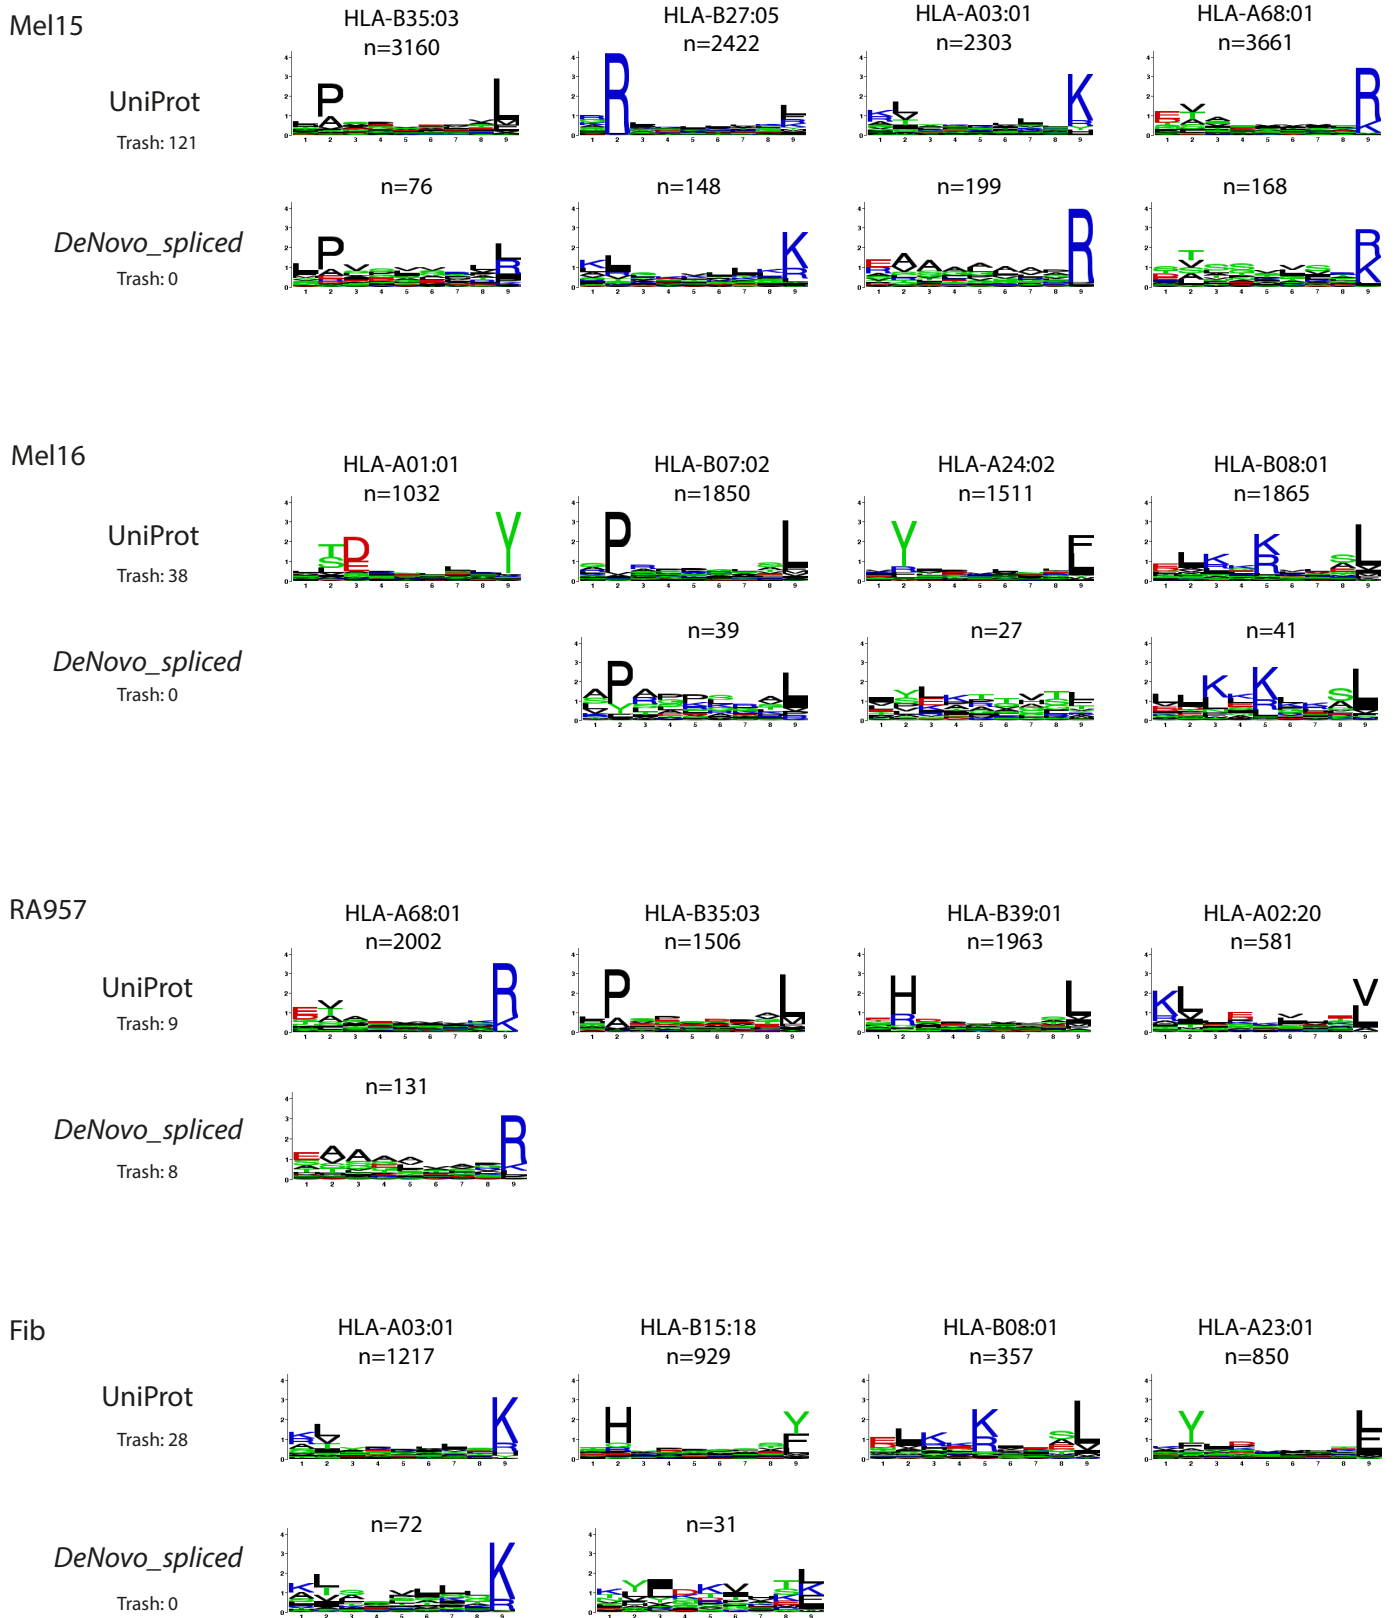 Mel15
HLA-B35:03 HLA-B27:05 HLA-A03:01 HLA-A68:01
n=3160 n=2422 n=2303 n=3661
UniProt
Trash: 121
n=76 n=148 n=199 n=168
DeNovo_spliced
Trash: 0
Mel16
HLA-A01:01 HLA-B07:02 HLA-A24:02 HLA-B08:01
n=1032 n=1850 n=1511 n=1865
UniProt
Trash: 38
n=39 n=27 n=41
DeNovo_spliced
Trash: 0
RA957
HLA-A68:01 HLA-B35:03 HLA-B39:01 HLA-A02:20
n=2002 n=1506 n=1963 n=581
UniProt
Trash: 9
n=131
DeNovo_spliced
Trash: 8
Fib
HLA-A03:01 HLA-B15:18 HLA-B08:01 HLA-A23:01
n=1217 n=929 n=357 n=850
UniProt
Trash: 28
n=72 n=31
DeNovo_spliced
Trash: 0